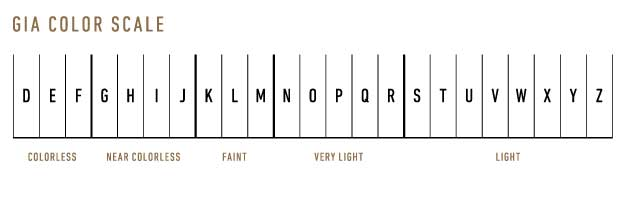 GIA COLOR SCALE
D E F G H I J K L M N O P Q R S T U V W X Y Z
COLORLESS NEAR COLORLESS FAINT VERY LIGHT LIGHT